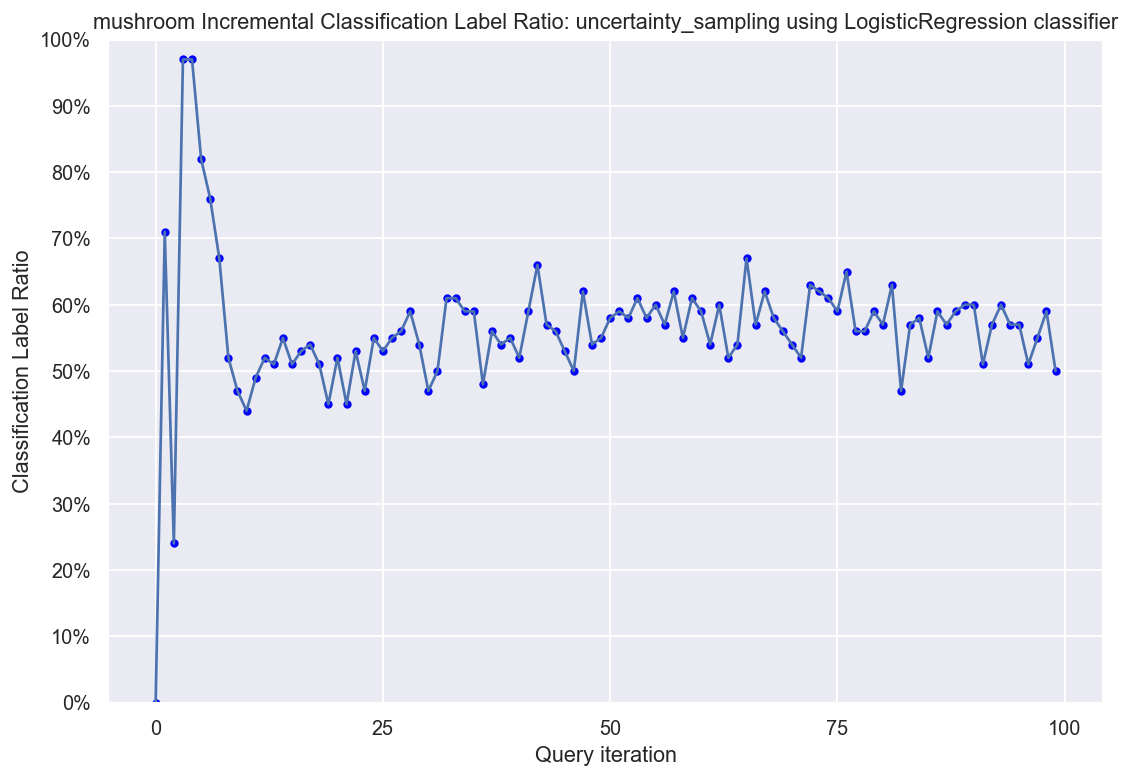 mushroom Incremental Classification Label Ratio: uncertainty_sampling using LogisticRegression classifier
100%
90%
80%
70%
60%
50%
40%
30%
20%
10%
0%
Classification Label Ratio
0 25 50 75 100
Query iteration